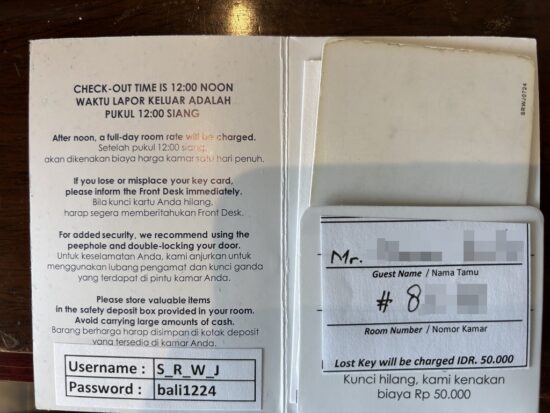 CHECK-OUT TIME IS 12:00 NOON
WAKTU LAPOR KELUAR ADALAH
PUKUL 12:00 SIANG
After noon, a full-day room rate will be charged.
Setelah pukul 12:00 siang,
akan dikenakan biaya harga kamar satu hari penuh.
If you lose or misplace your key card,
please inform the Front Desk immediately.
Bila kunci kartu Anda hilang,
harap segera memberitahukan Front Desk.
For added security, we recommend using the
peephole and double-locking your door.
Untuk keselamatan Anda, kami anjurkan untuk
menggunakan lubang pengamat dan kunci ganda
yang terdapat di pintu kamar Anda.
Please store valuable items
in the safety deposit box provided in your room.
Avoid carrying large amounts of cash.
Barang berharga harap disimpan di kotak deposit
yang tersedia di kamar Anda.
Username : S_R_W_J
Password : bali1224
SRWJ0724
Mr.
Guest Name / Nama Tamu
# 8
Room Number / Nomor Kamar
Lost Key will be charged IDR. 50.000
Kunci hilang, kami kenakan
biaya Rp 50.000